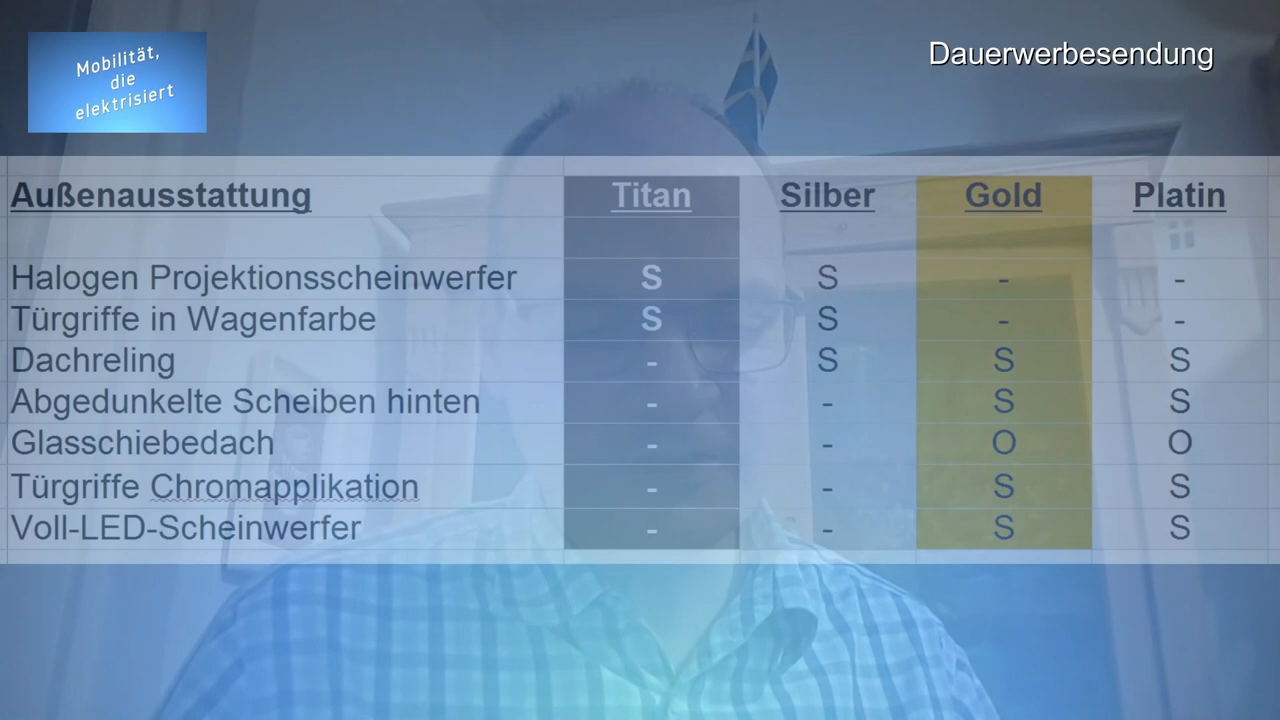 Mobilität,
die
elektrisiert
Dauerwerbesendung
Außenausstattung Titan Silber Gold Platin
Halogen Projektionsscheinwerfer S S - -
Türgriffe in Wagenfarbe S S - -
Dachreling - S S S
Abgedunkelte Scheiben hinten - - S S
Glasschiebedach - - O O
Türgriffe Chromapplikation - - S S
Voll-LED-Scheinwerfer - - S S